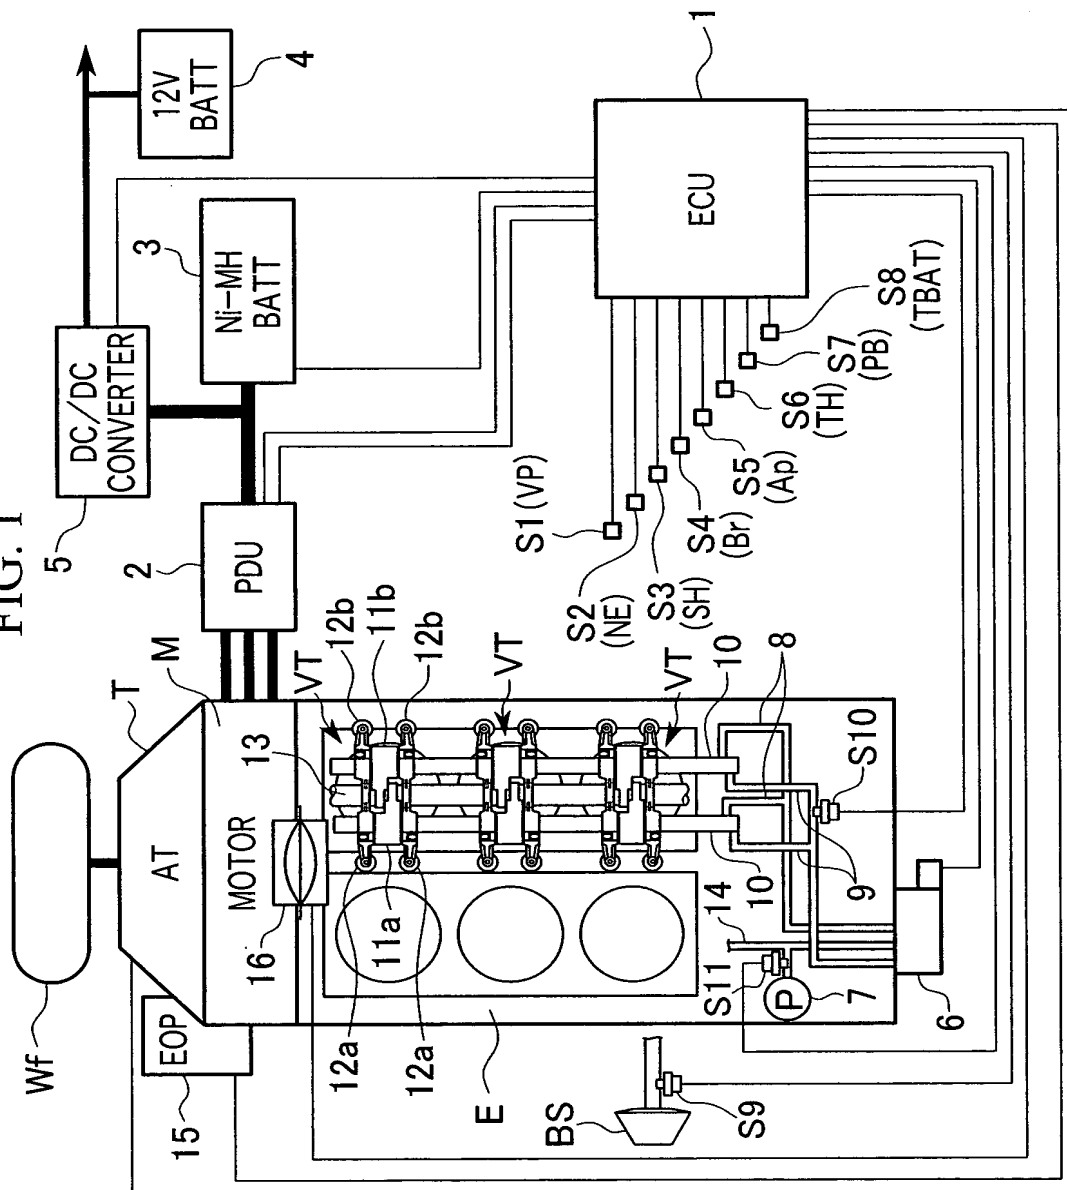 FIG. 1
Wf
T
M
AT
MOTOR
EOP
15
16
13
5
DC/DC
CONVERTER
2
PDU
3
Ni-MH
BATT
12V
BATT
4
1
ECU
VT
12b
11b
12b
VT
VT
10
8
S10
12a
11a
12a
E
10
14
9
S11
P
7
6
BS
S9
S1(VP)
S2
(NE)
S3
(SH)
S4
(Br)
S5
(Ap)
S6
(TH)
S7
(PB)
S8
(TBAT)